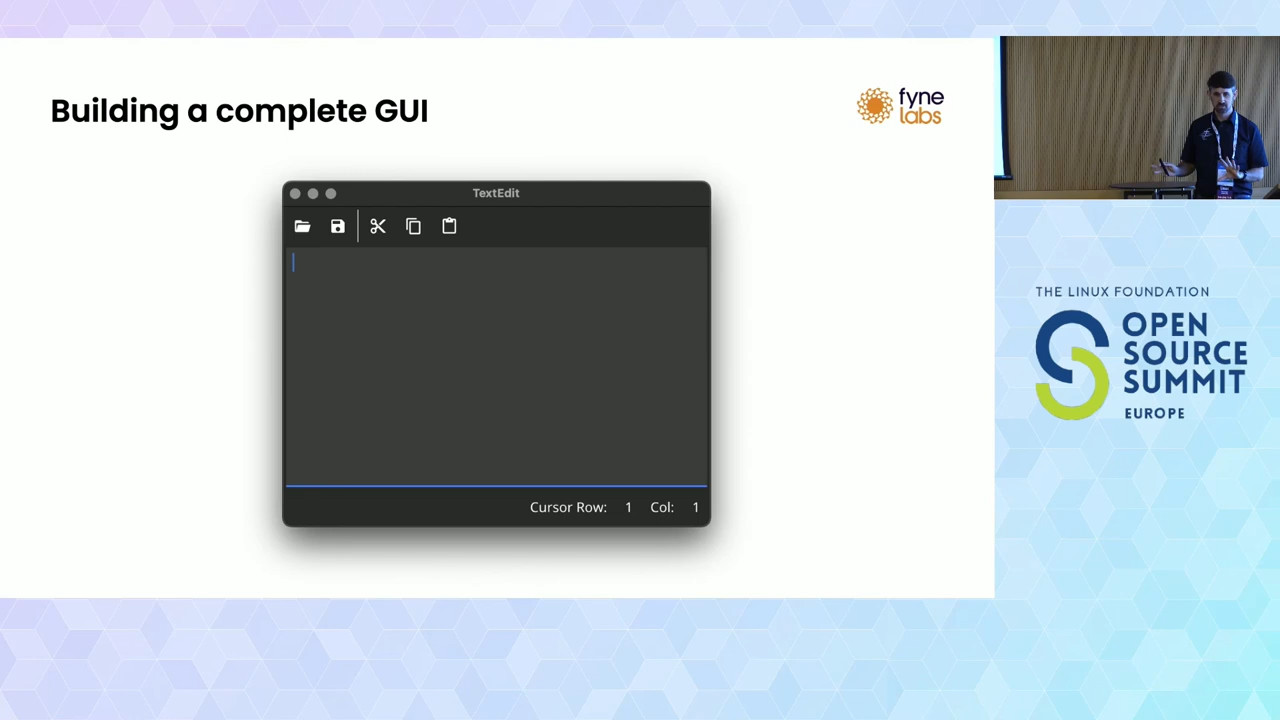 Building a complete GUI
fyne
labs
TextEdit
Cursor Row: 1 Col: 1
THE LINUX FOUNDATION
OPEN
SOURCE
SUMMIT
EUROPE